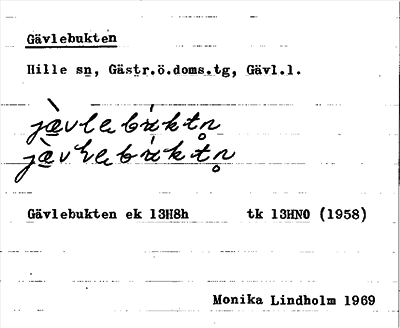 Gävlebukten
Hille sn, Gästr.ö.doms.tg, Gävl.l.
Gävlebukten ek 13H8h tk 13HNO (1958)
Monika Lindholm 1969